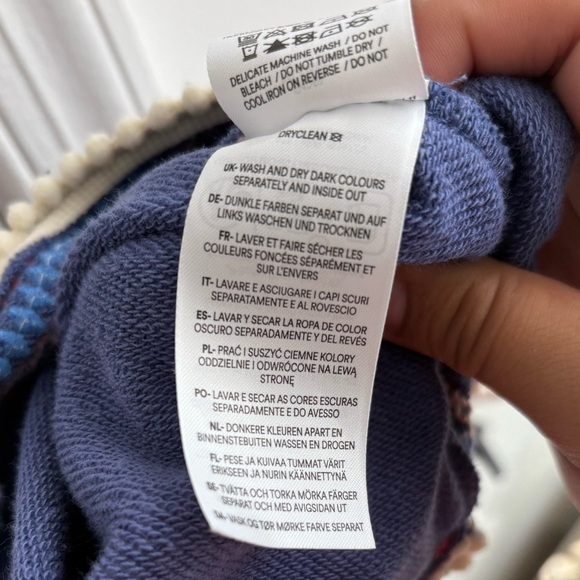 DELICATE MACHINE WASH / DO NOT
BLEACH / DO NOT TUMBLE DRY /
COOL IRON ON REVERSE / DO NOT
DRYCLEAN
UK- WASH AND DRY DARK COLOURS
SEPARATELY AND INSIDE OUT
DE- DUNKLE FARBEN SEPARAT UND AUF
LINKS WASCHEN UND TROCKNEN
FR- LAVER ET FAIRE SÉCHER LES
COULEURS FONCÉES SÉPARÉMENT ET
SUR L'ENVERS
IT- LAVARE E ASCIUGARE I CAPI SCURI
SEPARATAMENTE E AL ROVESCIO
ES- LAVAR Y SECAR LA ROPA DE COLOR
OSCURO SEPARADAMENTE Y DEL REVÉS
PL- PRAĆ I SUSZYĆ CIEMNE KOLORY
ODDZIELNIE I ODWRÓCONE NA LEWĄ
STRONĘ
PO- LAVAR E SECAR AS CORES ESCURAS
SEPARADAMENTE E DO AVESSO
NL- DONKERE KLEUREN APART EN
BINNENSTEBUITEN WASSEN EN DROGEN
FL- PESE JA KUIVAA TUMMAT VÄRIT
ERIKSEEN JA NURIN KÄÄNNETTYNÄ
SE- TVÄTTA OCH TORKA MÖRKA FÄRGER
SEPARAT OCH MED AVIGSIDAN UT
DA- VASK OG TØR MØRKE FARVE SEPARAT